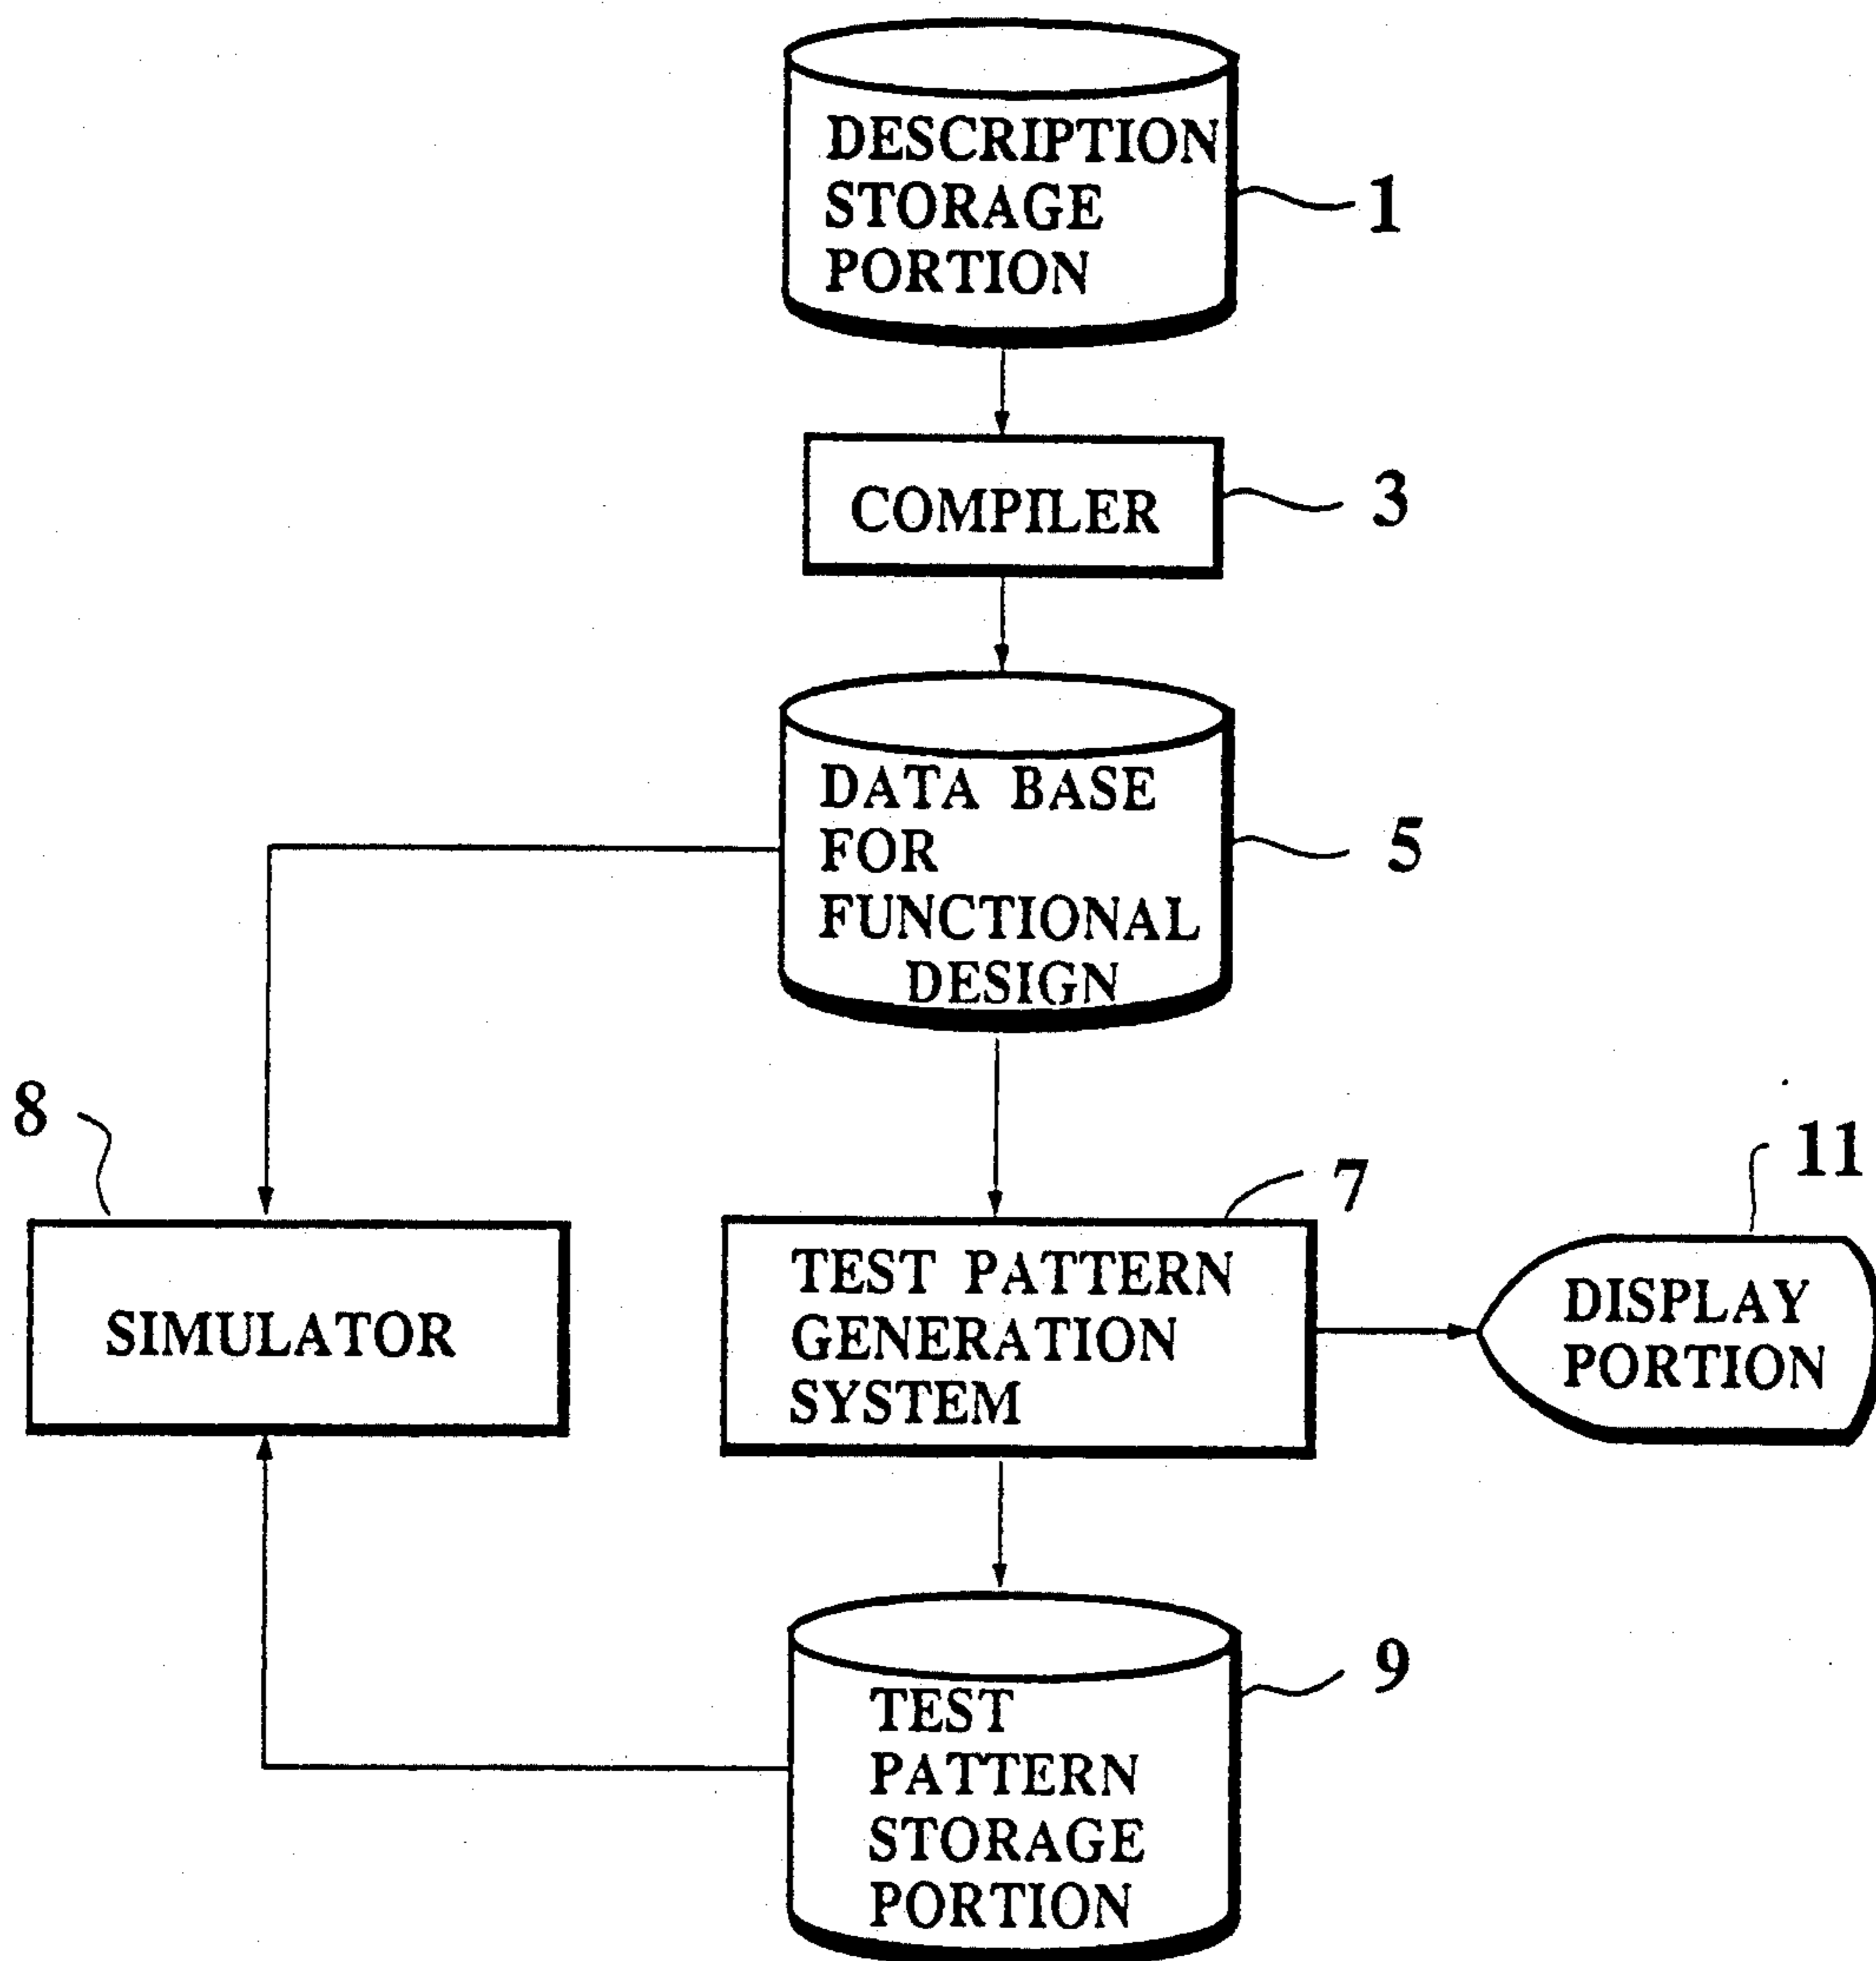 DESCRIPTION
STORAGE
PORTION
1
COMPILER
3
DATA BASE
FOR
FUNCTIONAL
DESIGN
5
8
7
11
SIMULATOR
TEST PATTERN
GENERATION
SYSTEM
DISPLAY
PORTION
9
TEST
PATTERN
STORAGE
PORTION